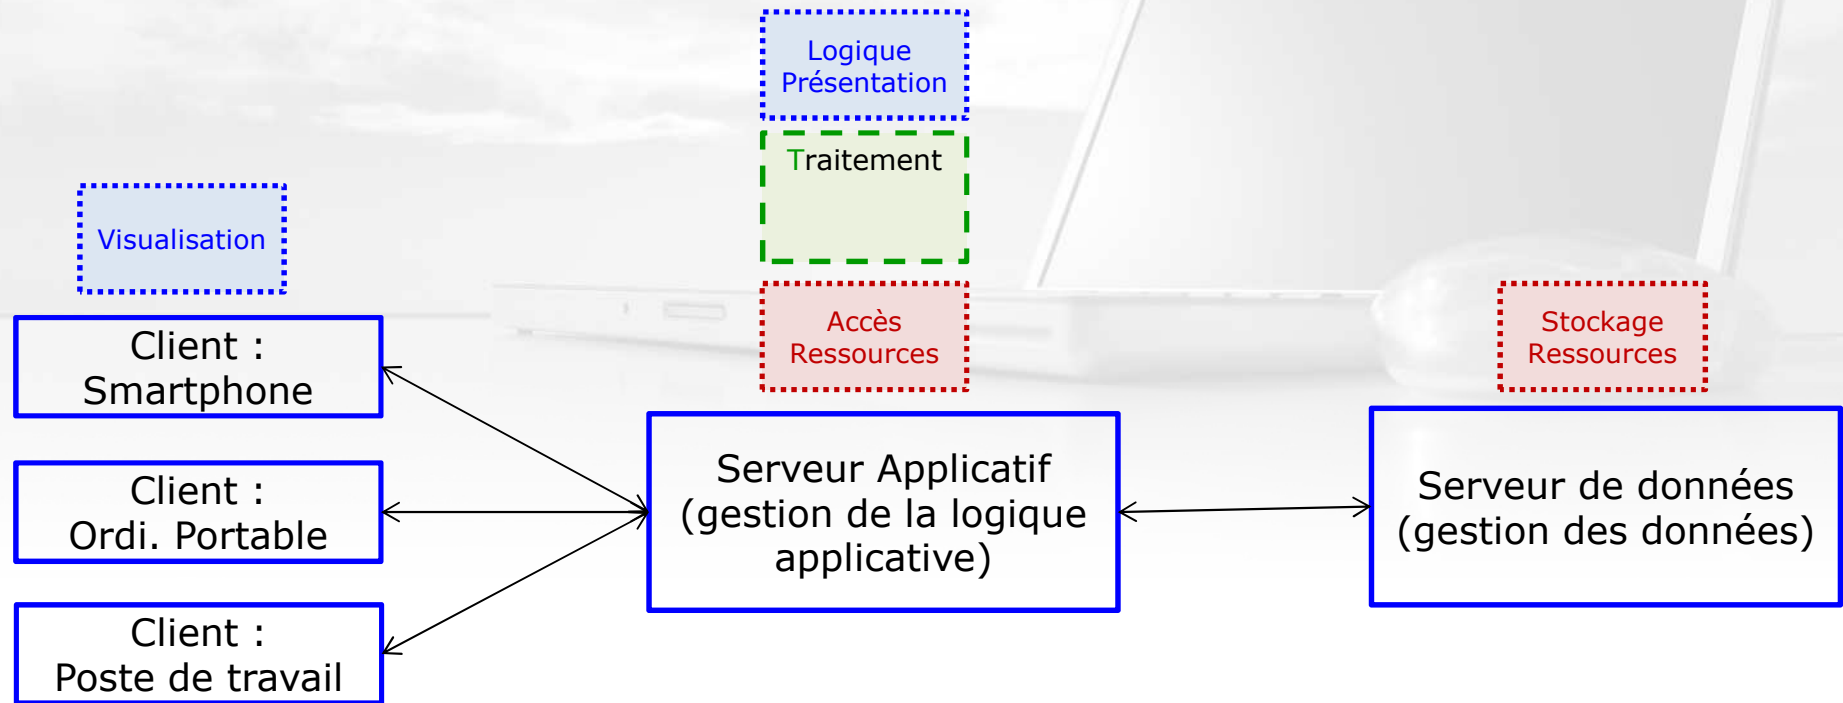 Logique
Présentation
Traitement
Visualisation
Accès
Ressources
Stockage
Ressources
Client :
Smartphone
Client :
Ordi. Portable
Client :
Poste de travail
Serveur Applicatif
(gestion de la logique
applicative)
Serveur de données
(gestion des données)